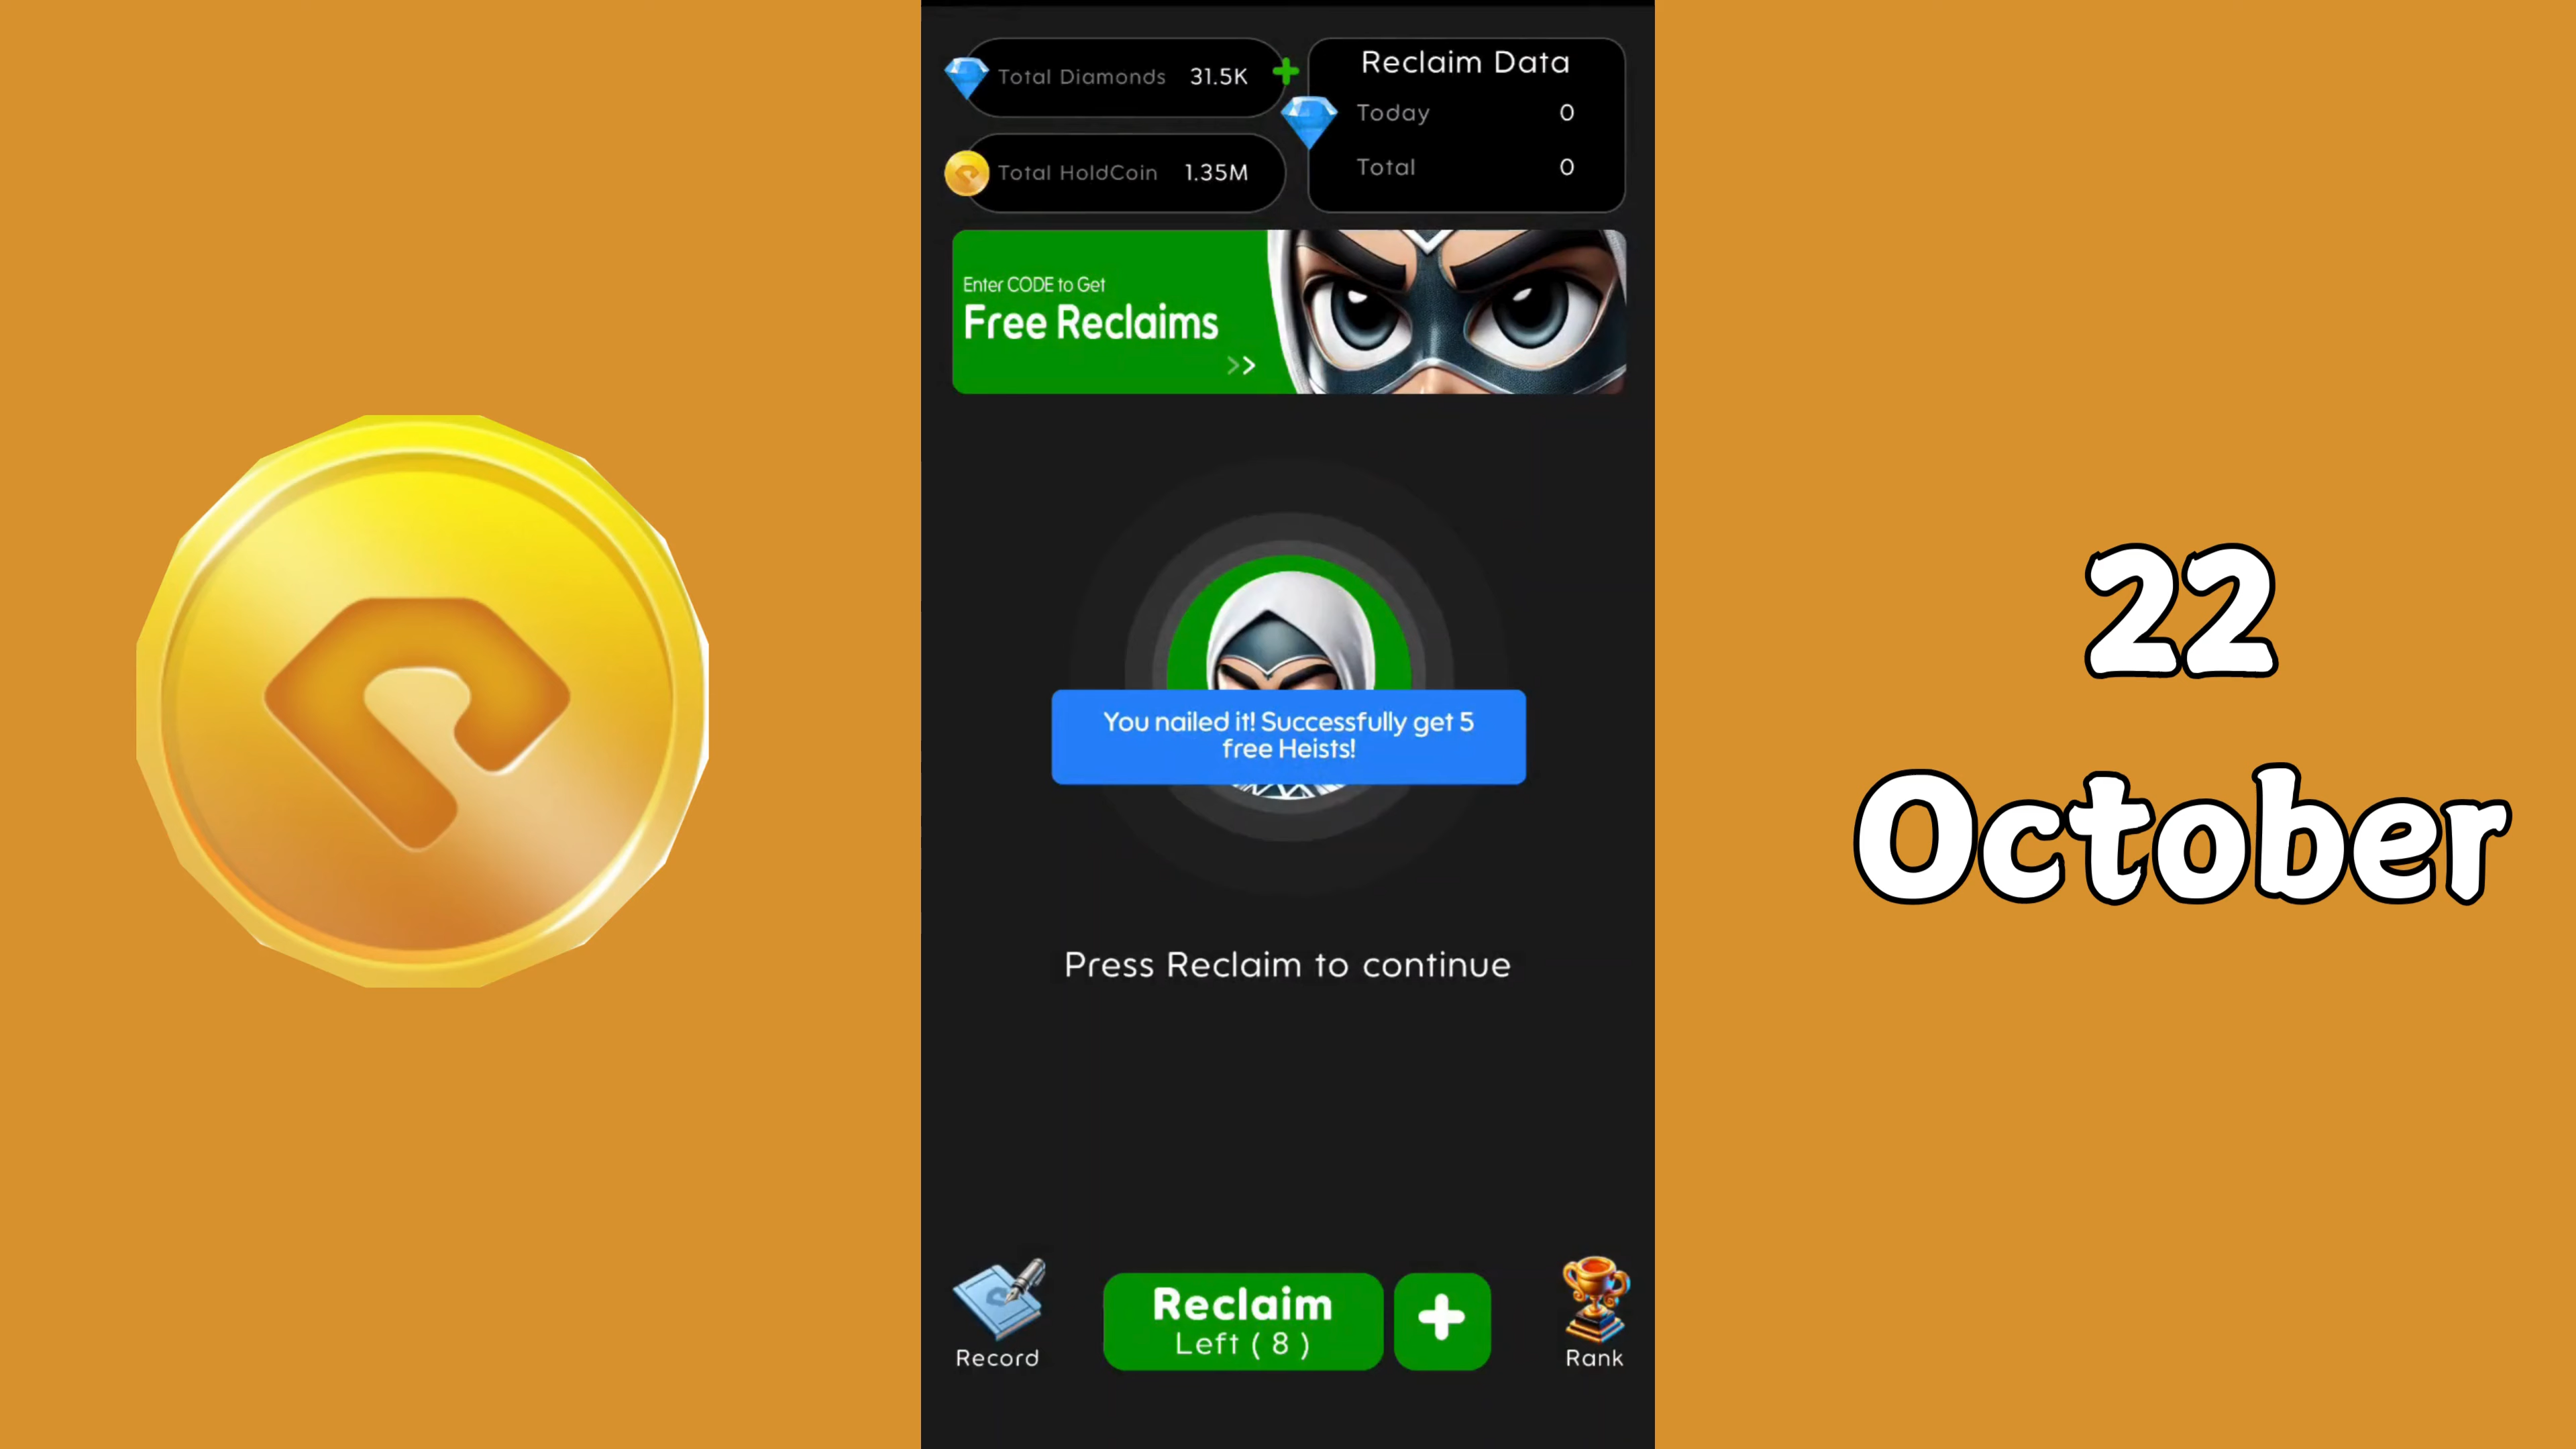 Total Diamonds 31.5K
Total HoldCoin 1.35M
Reclaim Data
Today 0
Total 0
Enter CODE to Get
Free Reclaims
>>
You nailed it! Successfully get 5
free Heists!
Press Reclaim to continue
Record
Reclaim
Left ( 8 )
Rank
22
October